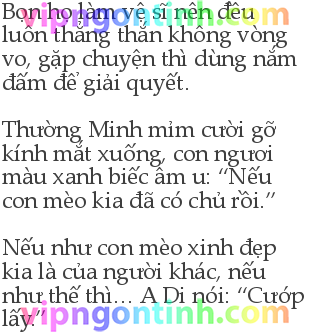 Bọn họ làm vệ sĩ nên đều
luôn thẳng thắn không vòng
vo, gặp chuyện thì dùng nắm
đấm để giải quyết.
Thường Minh mỉm cười gỡ
kính mắt xuống, con ngươi
màu xanh biếc âm u: “Nếu
con mèo kia đã có chủ rồi.”
Nếu như con mèo xinh đẹp
kia là của người khác, nếu
như thế thì... A Di nói: “Cướp
lấy.”
vipngontinh.com
vipngontinh.com